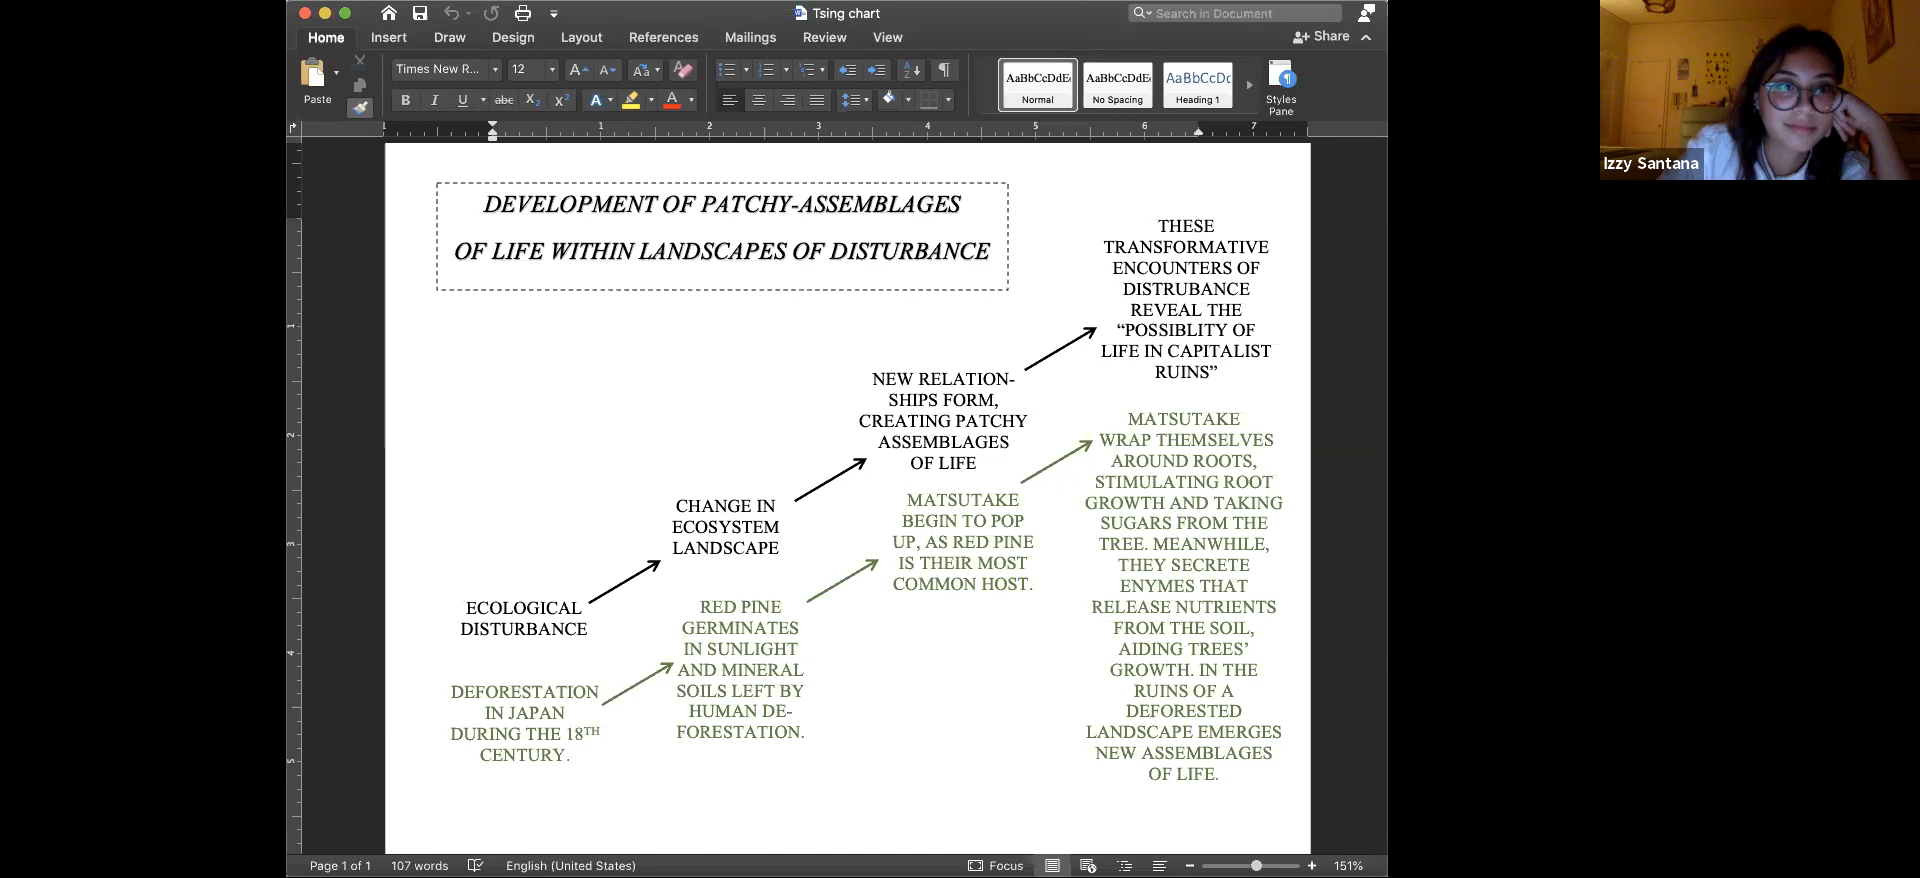 Tsing chart
Search in Document
Home Insert Draw Design Layout References Mailings Review View
Share
Paste
Times New R... 12
AaBbCcDdE
Normal
AaBbCcDdE
No Spacing
AaBbCcDc
Heading 1
Styles
Pane
1 2 3 4 5 6 7
DEVELOPMENT OF PATCHY-ASSEMBLAGES
OF LIFE WITHIN LANDSCAPES OF DISTURBANCE
ECOLOGICAL
DISTURBANCE
CHANGE IN
ECOSYSTEM
LANDSCAPE
NEW RELATION-
SHIPS FORM,
CREATING PATCHY
ASSEMBLAGES
OF LIFE
THESE
TRANSFORMATIVE
ENCOUNTERS OF
DISTRUBANCE
REVEAL THE
“POSSIBLITY OF
LIFE IN CAPITALIST
RUINS”
DEFORESTATION
IN JAPAN
DURING THE 18TH
CENTURY.
RED PINE
GERMINATES
IN SUNLIGHT
AND MINERAL
SOILS LEFT BY
HUMAN DE-
FORESTATION.
MATSUTAKE
BEGIN TO POP
UP, AS RED PINE
IS THEIR MOST
COMMON HOST.
MATSUTAKE
WRAP THEMSELVES
AROUND ROOTS,
STIMULATING ROOT
GROWTH AND TAKING
SUGARS FROM THE
TREE. MEANWHILE,
THEY SECRETE
ENYMES THAT
RELEASE NUTRIENTS
FROM THE SOIL,
AIDING TREES’
GROWTH. IN THE
RUINS OF A
DEFORESTED
LANDSCAPE EMERGES
NEW ASSEMBLAGES
OF LIFE.
Page 1 of 1 107 words English (United States) Focus 151%
Izzy Santana